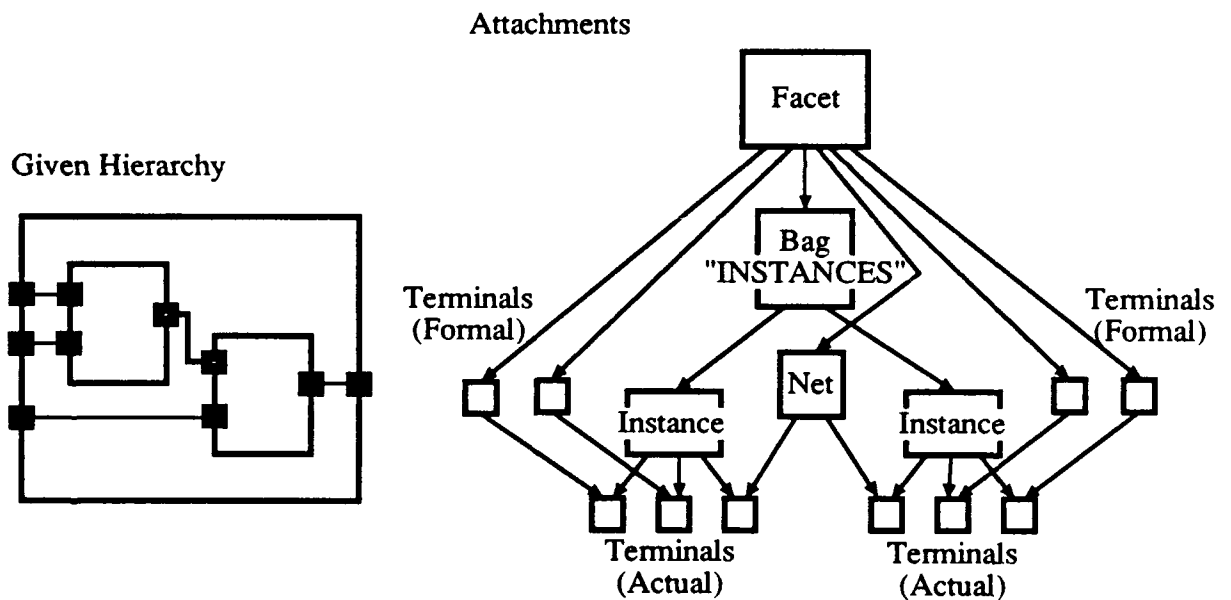 Attachments
Facet
Given Hierarchy
Bag
"INSTANCES"
Terminals
(Formal)
Terminals
(Formal)
Net
Instance
Instance
Terminals
(Actual)
Terminals
(Actual)